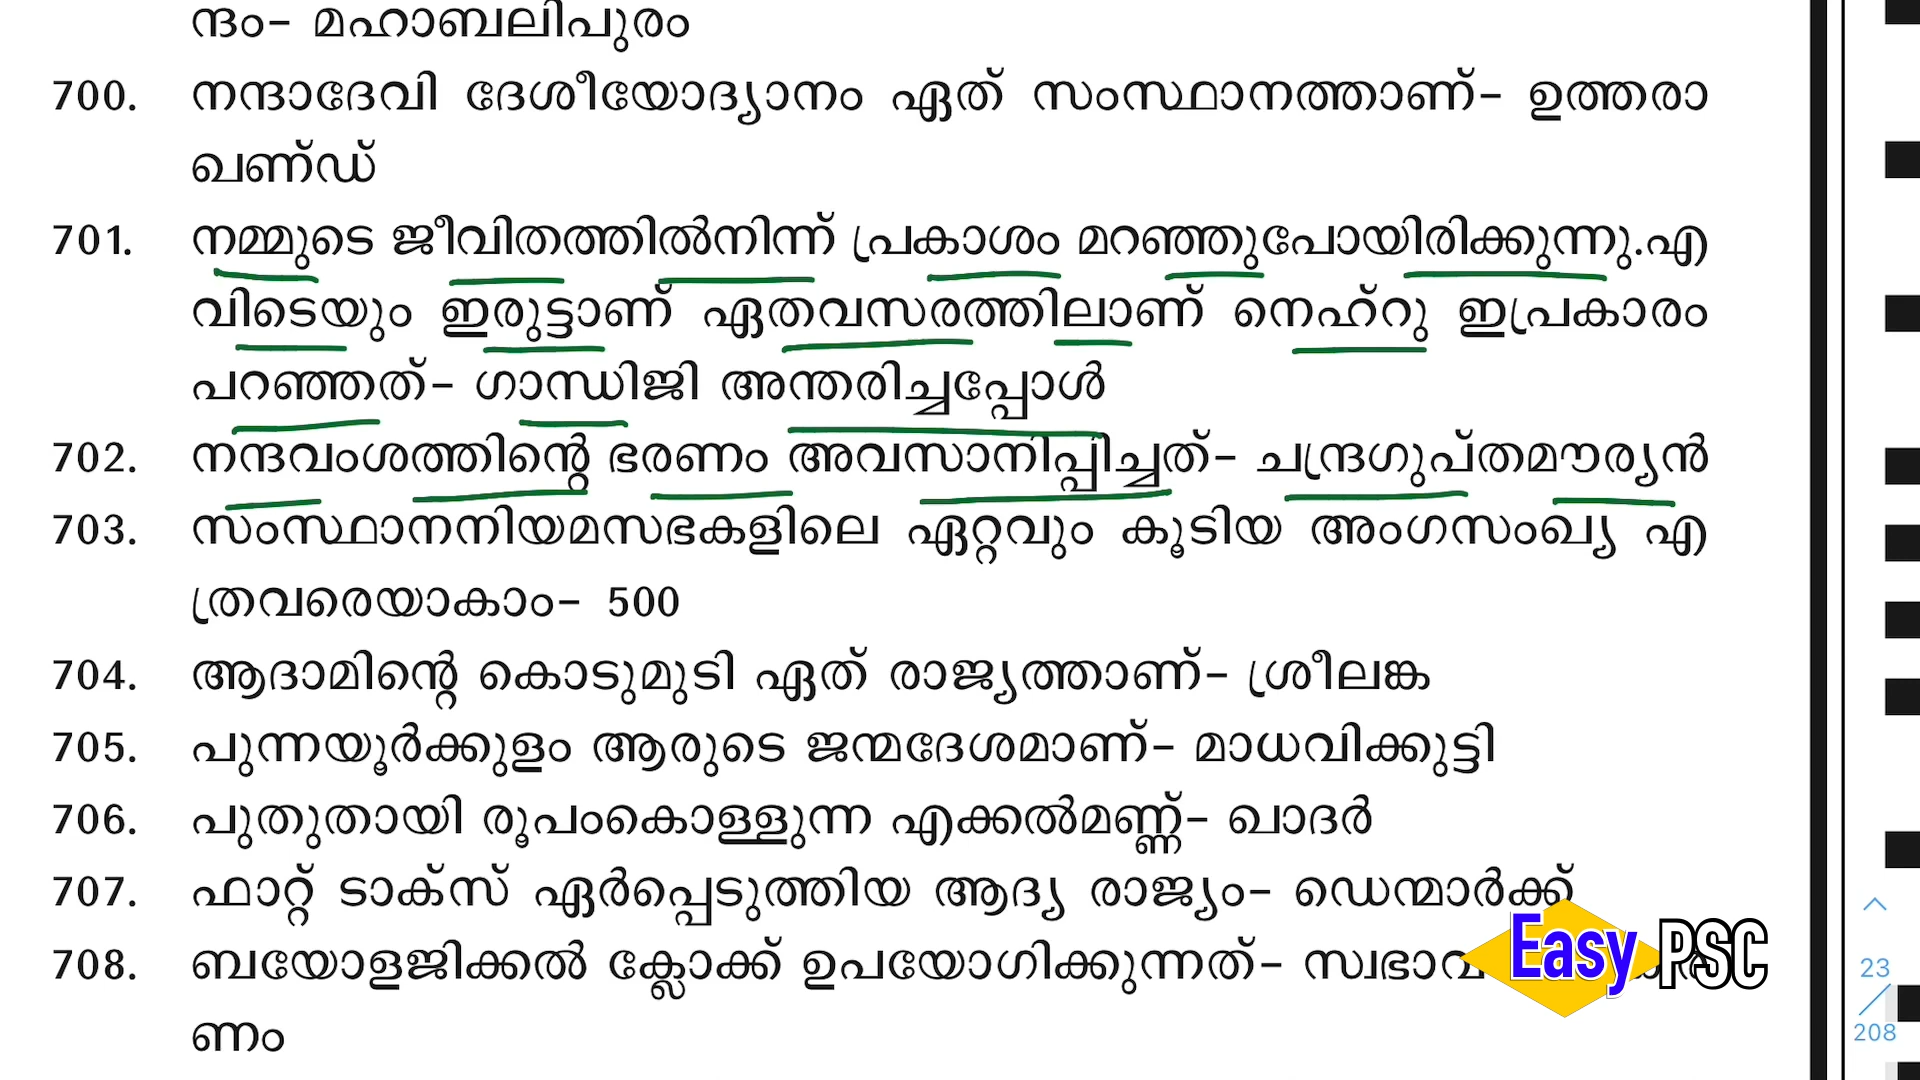 ന്ദം- മഹാബലിപുരം
700. നന്ദാദേവി ദേശീയോദ്യാനം ഏത് സംസ്ഥാനത്താണ്- ഉത്തരാ
ഖണ്ഡ്
701. നമ്മുടെ ജീവിതത്തിൽനിന്ന് പ്രകാശം മറഞ്ഞുപോയിരിക്കുന്നു.എ
വിടെയും ഇരുട്ടാണ് ഏതവസരത്തിലാണ് നെഹ്റു ഇപ്രകാരം
പറഞ്ഞത്- ഗാന്ധിജി അന്തരിച്ചപ്പോൾ
702. നന്ദവംശത്തിന്റെ ഭരണം അവസാനിപ്പിച്ചത്- ചന്ദ്രഗുപ്തമൗര്യൻ
703. സംസ്ഥാനനിയമസഭകളിലെ ഏറ്റവും കൂടിയ അംഗസംഖ്യ എ
ത്രവരെയാകാം- 500
704. ആദാമിന്റെ കൊടുമുടി ഏത് രാജ്യത്താണ്- ശ്രീലങ്ക
705. പുന്നയൂർക്കുളം ആരുടെ ജന്മദേശമാണ്- മാധവിക്കുട്ടി
706. പുതുതായി രൂപംകൊള്ളുന്ന എക്കൽമണ്ണ്- ഖാദർ
707. ഫാറ്റ് ടാക്സ് ഏർപ്പെടുത്തിയ ആദ്യ രാജ്യം- ഡെന്മാർക്ക്
708. ബയോളജിക്കൽ ക്ലോക്ക് ഉപയോഗിക്കുന്നത്-
ണം
Easy PSC
23
208